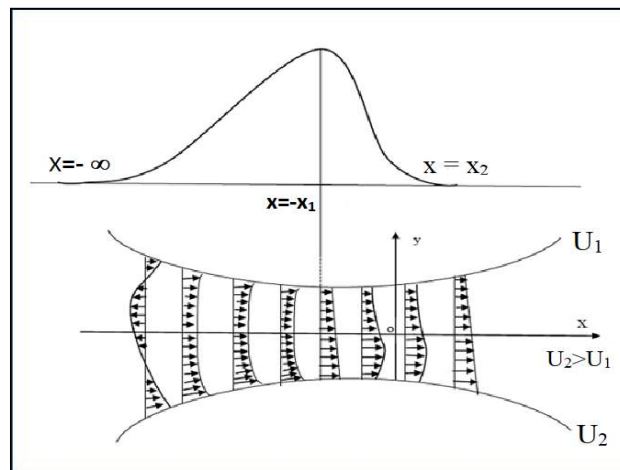 X=- ∞
x = x₂
x=-x₁
y
U₁
o
x
U₂>U₁
U₂